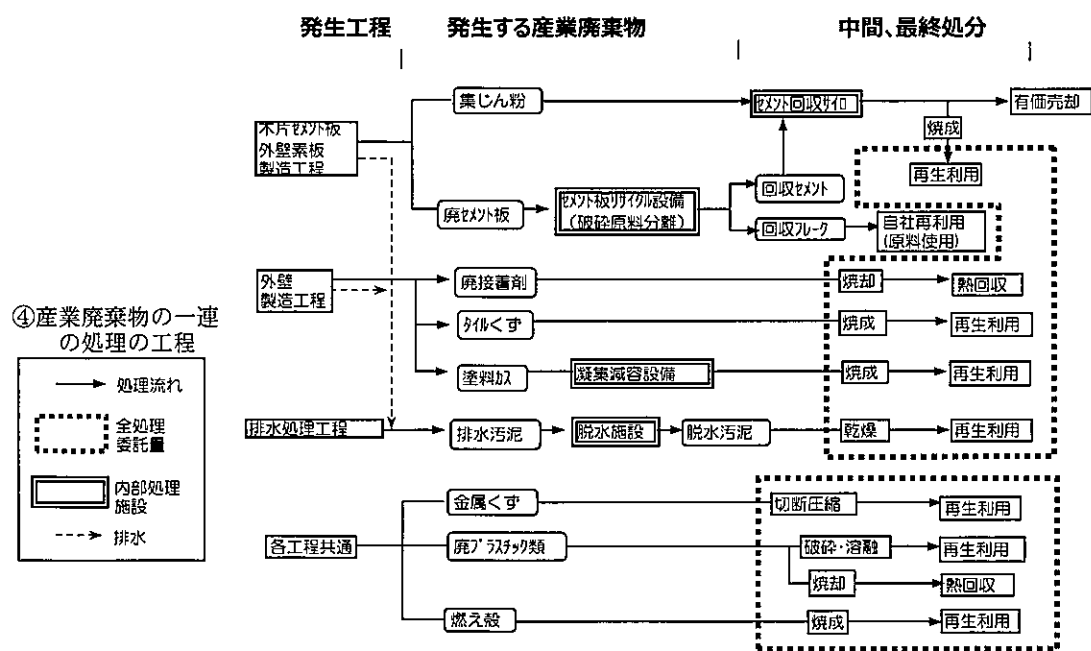 発生工程 発生する産業廃棄物 中間、最終処分
集じん粉 セメント回収サイロ 有価売却
焼成
再生利用
木片セメント板
外壁素板
製造工程
廃セメント板 セメント板リサイクル設備
(破砕原料分離)
回収セメント
回収フレーク 自社再利用
(原料使用)
外壁
製造工程
廃接着剤 焼却 熱回収
タイルくず 焼成 再生利用
塗料カス 凝集減容設備 焼成 再生利用
排水処理工程 排水汚泥 脱水施設 脱水汚泥 乾燥 再生利用
各工程共通
金属くず 切断圧縮 再生利用
廃プラスチック類 破砕・溶融 再生利用
焼却 熱回収
燃え殻 焼成 再生利用
④産業廃棄物の一連
の処理の工程
処理流れ
全処理
委託量
内部処理
施設
排水